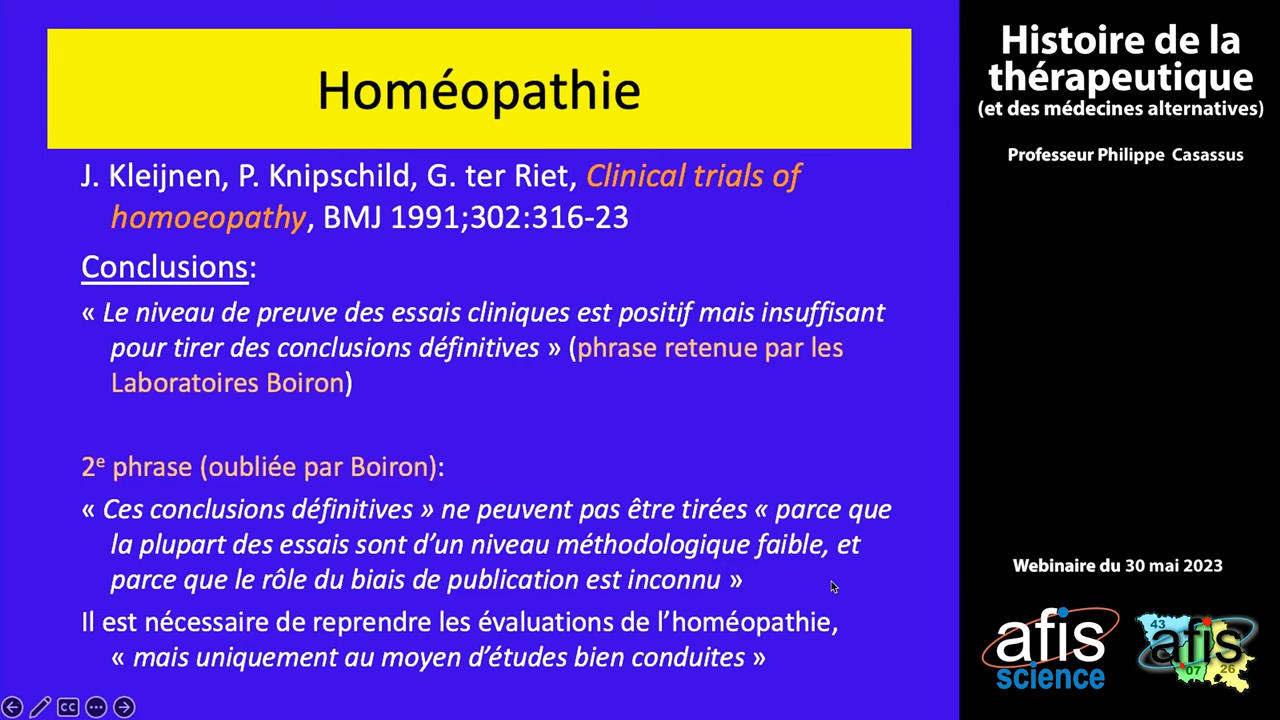 Homéopathie
J. Kleijnen, P. Knipschild, G. ter Riet, Clinical trials of
homoeopathy, BMJ 1991;302:316-23
Conclusions:
« Le niveau de preuve des essais cliniques est positif mais insuffisant
pour tirer des conclusions définitives » (phrase retenue par les
Laboratoires Boiron)
2e phrase (oubliée par Boiron):
« Ces conclusions définitives » ne peuvent pas être tirées « parce que
la plupart des essais sont d’un niveau méthodologique faible, et
parce que le rôle du biais de publication est inconnu »
Il est nécessaire de reprendre les évaluations de l’homéopathie,
« mais uniquement au moyen d’études bien conduites »
CC
Histoire de la
thérapeutique
(et des médecines alternatives)
Professeur Philippe Casassus
Webinaire du 30 mai 2023
afis
science
43
afis
07
26